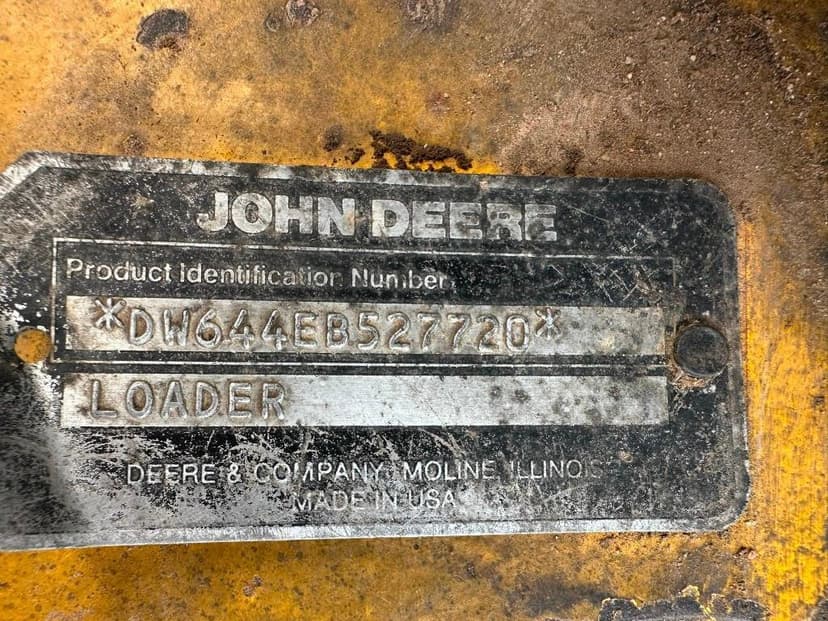 JOHN DEERE
Product Identification Number
*DW644EB527720*
LOADER
DEERE & COMPANY MOLINE, ILLINOIS
MADE IN USA